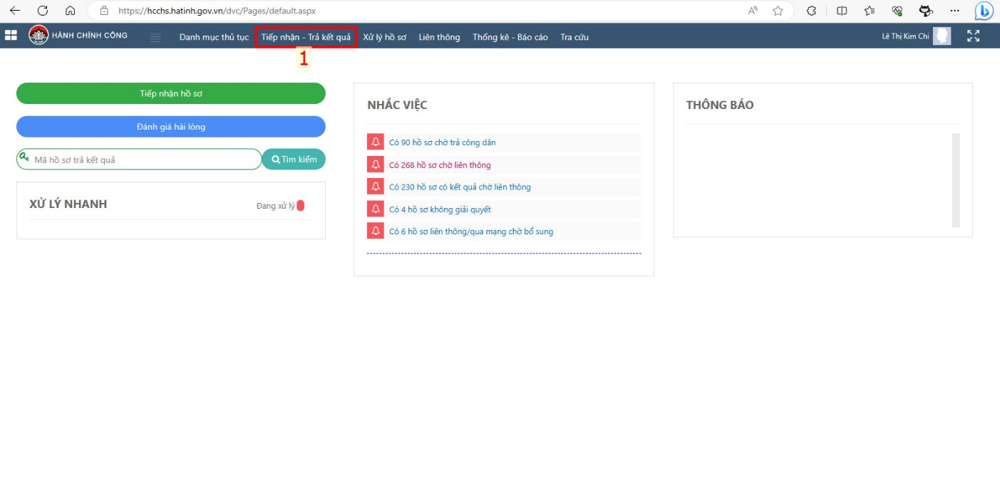 https://hcchs.hatinh.gov.vn/dvc/Pages/default.aspx
HÀNH CHÍNH CÔNG
Danh mục thủ tục Tiếp nhận - Trả kết quả Xử lý hồ sơ Liên thông Thống kê - Báo cáo Tra cứu
Lê Thị Kim Chi
1
Tiếp nhận hồ sơ
Đánh giá hài lòng
Mã hồ sơ trả kết quả
Tìm kiếm
XỬ LÝ NHANH
Đang xử lý
NHẮC VIỆC
Có 90 hồ sơ chờ trả công dân
Có 268 hồ sơ chờ liên thông
Có 230 hồ sơ có kết quả chờ liên thông
Có 4 hồ sơ không giải quyết
Có 6 hồ sơ liên thông/qua mạng chờ bổ sung
THÔNG BÁO